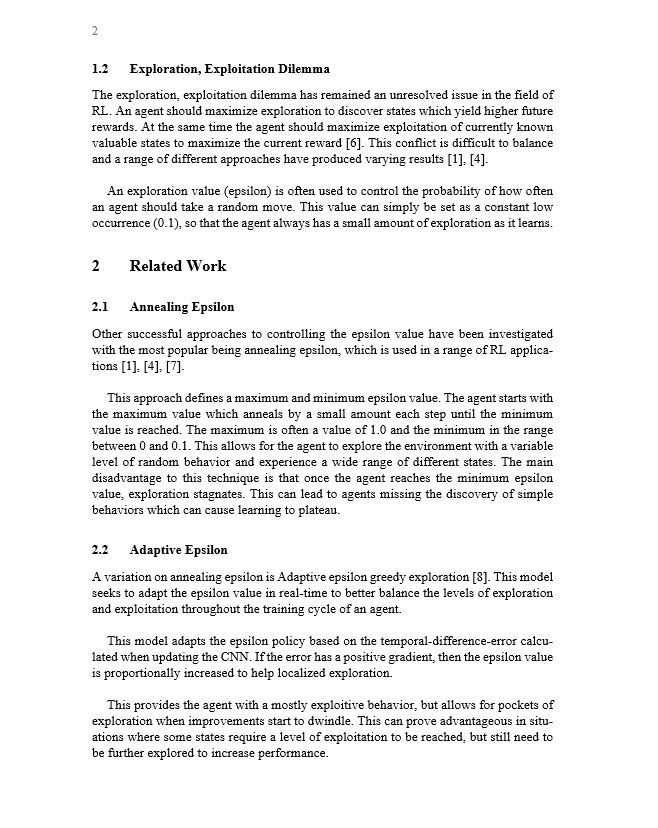 2
1.2 Exploration, Exploitation Dilemma
The exploration, exploitation dilemma has remained an unresolved issue in the field of
RL. An agent should maximize exploration to discover states which yield higher future
rewards. At the same time the agent should maximize exploitation of currently known
valuable states to maximize the current reward [6]. This conflict is difficult to balance
and a range of different approaches have produced varying results [1], [4].
An exploration value (epsilon) is often used to control the probability of how often
an agent should take a random move. This value can simply be set as a constant low
occurrence (0.1), so that the agent always has a small amount of exploration as it learns.
2 Related Work
2.1 Annealing Epsilon
Other successful approaches to controlling the epsilon value have been investigated
with the most popular being annealing epsilon, which is used in a range of RL applica-
tions [1], [4], [7].
This approach defines a maximum and minimum epsilon value. The agent starts with
the maximum value which anneals by a small amount each step until the minimum
value is reached. The maximum is often a value of 1.0 and the minimum in the range
between 0 and 0.1. This allows for the agent to explore the environment with a variable
level of random behavior and experience a wide range of different states. The main
disadvantage to this technique is that once the agent reaches the minimum epsilon
value, exploration stagnates. This can lead to agents missing the discovery of simple
behaviors which can cause learning to plateau.
2.2 Adaptive Epsilon
A variation on annealing epsilon is Adaptive epsilon greedy exploration [8]. This model
seeks to adapt the epsilon value in real-time to better balance the levels of exploration
and exploitation throughout the training cycle of an agent.
This model adapts the epsilon policy based on the temporal-difference-error calcu-
lated when updating the CNN. If the error has a positive gradient, then the epsilon value
is proportionally increased to help localized exploration.
This provides the agent with a mostly exploitive behavior, but allows for pockets of
exploration when improvements start to dwindle. This can prove advantageous in situ-
ations where some states require a level of exploitation to be reached, but still need to
be further explored to increase performance.